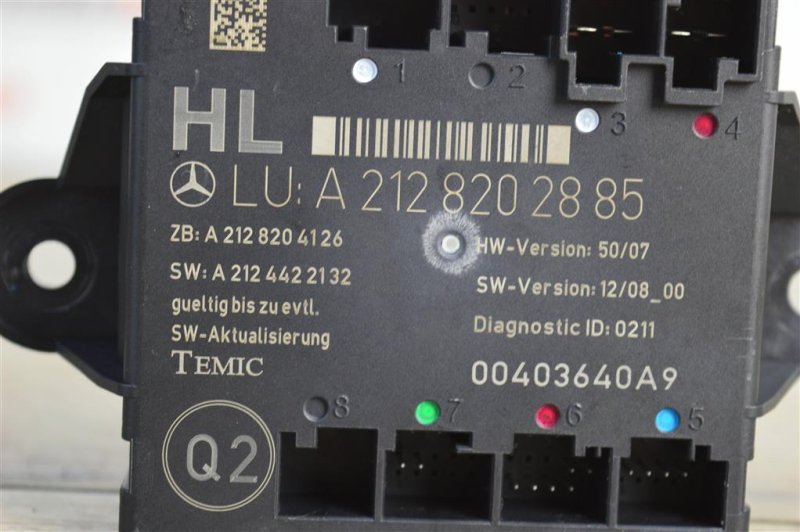 1 2
3 4
HL
LU: A 212 820 28 85
ZB: A 212 820 41 26
HW-Version: 50/07
SW: A 212 442 21 32
SW-Version: 12/08_00
gueltig bis zu evtl.
SW-Aktualisierung
Diagnostic ID: 0211
TEMIC
00403640A9
8 7 6 5
Q2